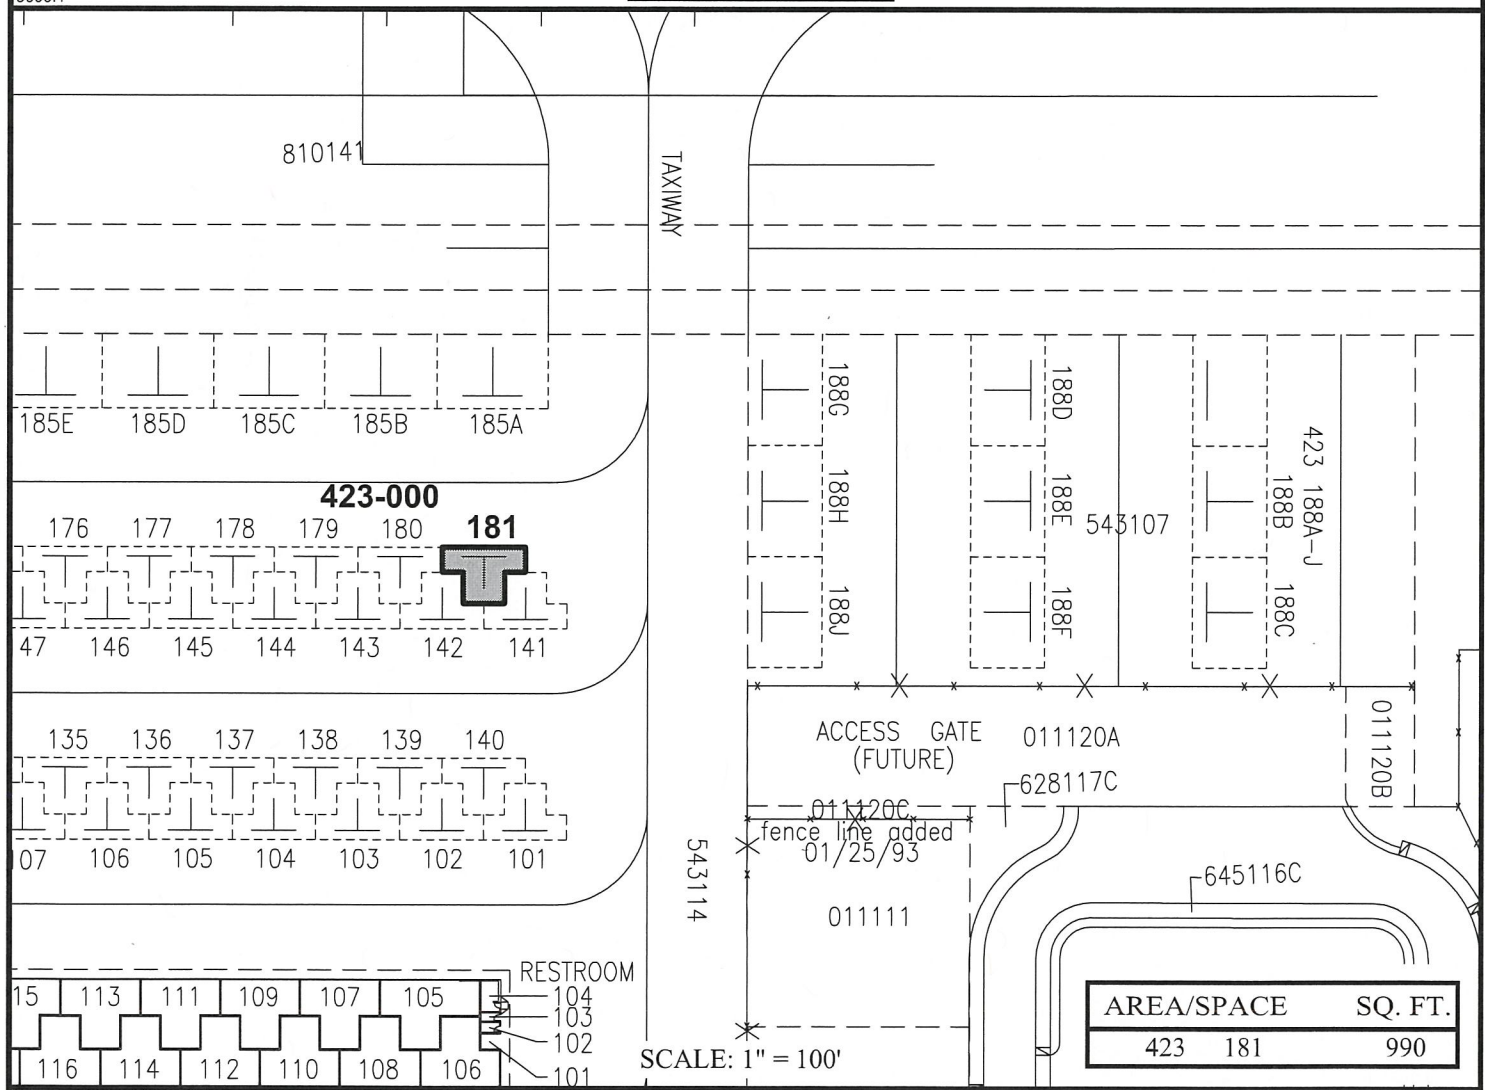 810141
TAXIWAY
185E 185D 185C 185B 185A
188G
188D
188H
188E
543107
188B
423 188A-J
188J
188F
188C
423-000
176 177 178 179 180 181
47 146 145 144 143 142 141
ACCESS GATE
(FUTURE)
011120A
011120B
628117C
011120C
fence line added
01/25/93
135 136 137 138 139 140
07 106 105 104 103 102 101
543114
011111
645116C
RESTROOM
15 113 111 109 107 105
104
103
102
101
116 114 112 110 108 106
SCALE: 1" = 100'
AREA/SPACE SQ. FT.
423 181 990